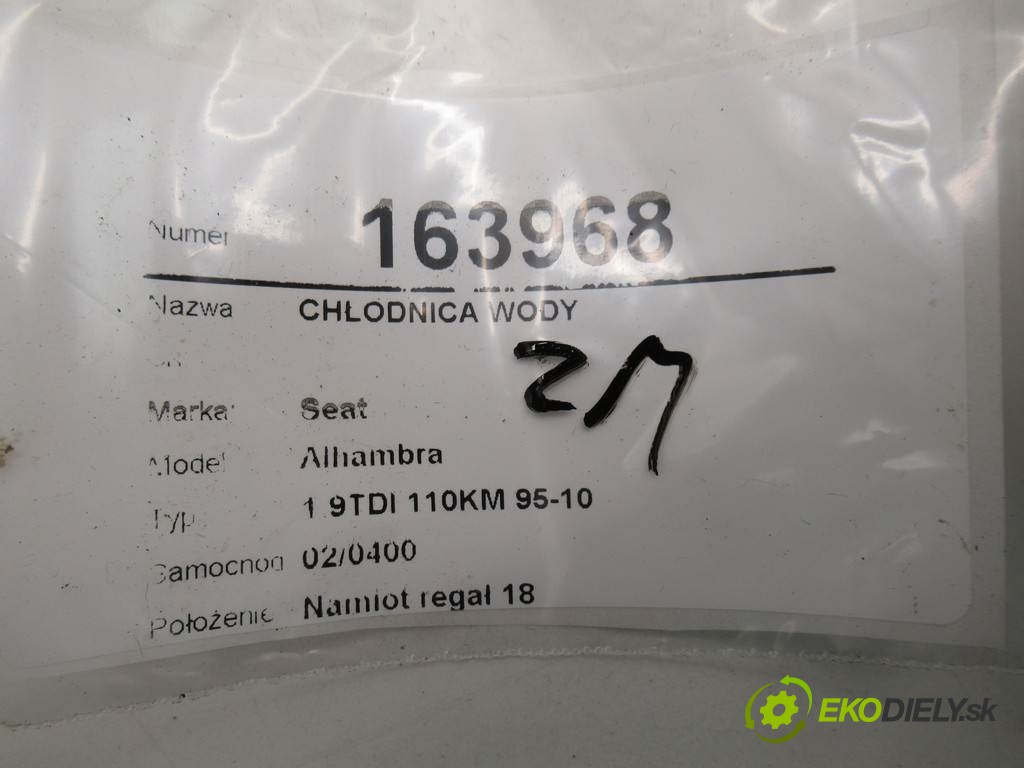 Numer 163968
Nazwa CHŁODNICA WODY
Marka: Seat
Model Alhambra
Typ 1.9TDI 110KM 95-10
Samochód 02/0400
Położenie Namiot regał 18
EKODIELY.sk